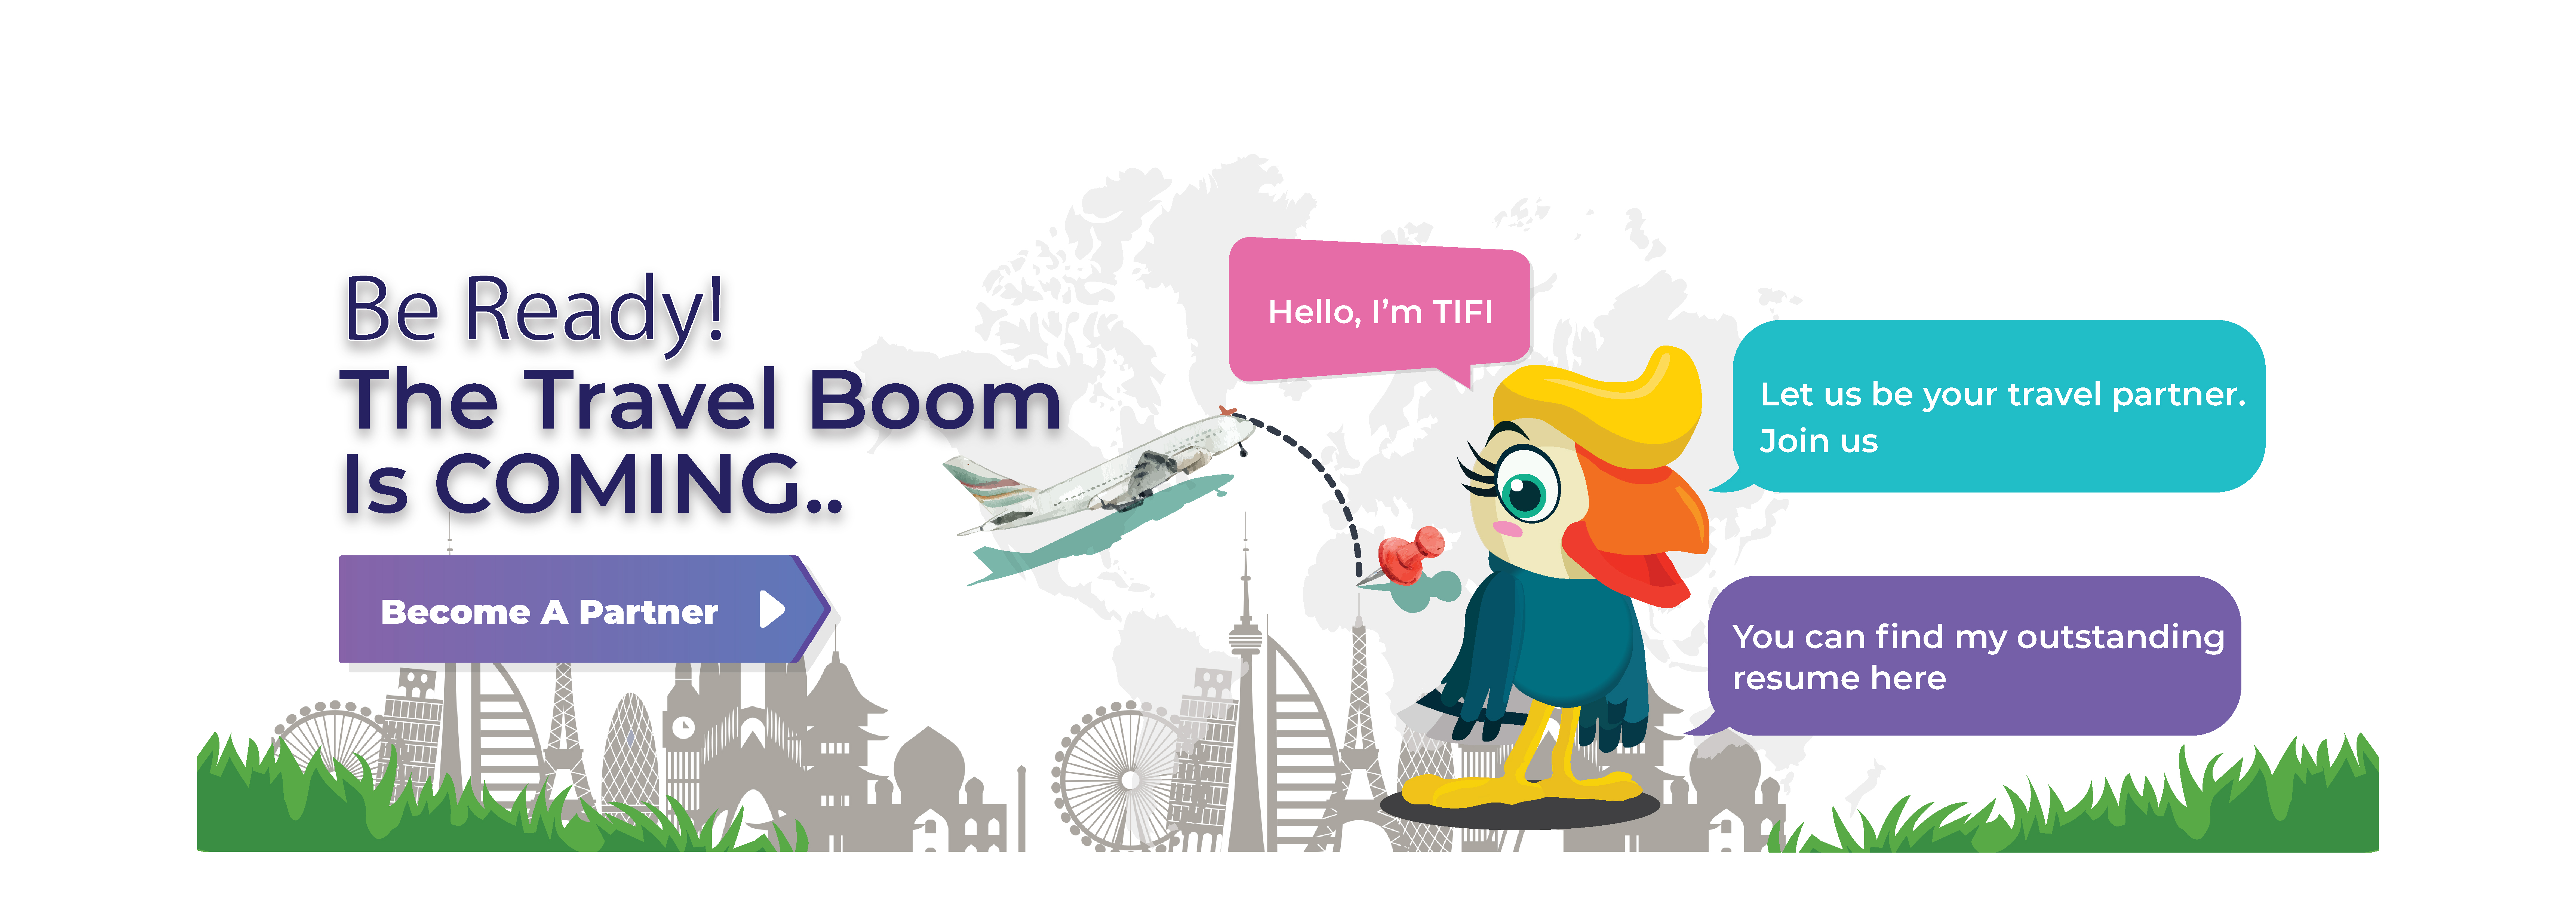 Be Ready!
The Travel Boom
Is COMING..
Become A Partner
Hello, I'm TIFI
Let us be your travel partner.
Join us
You can find my outstanding
resume here